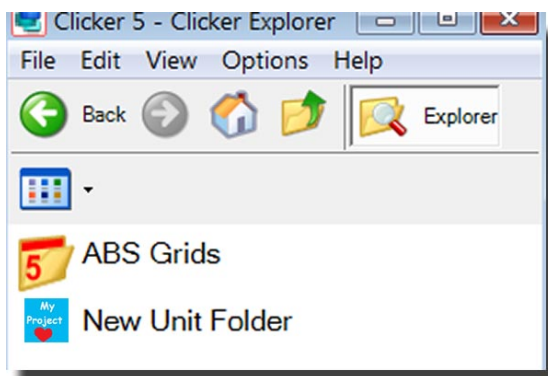 Clicker 5 - Clicker Explorer
File Edit View Options Help
Back Explorer
5 ABS Grids
My Project New Unit Folder